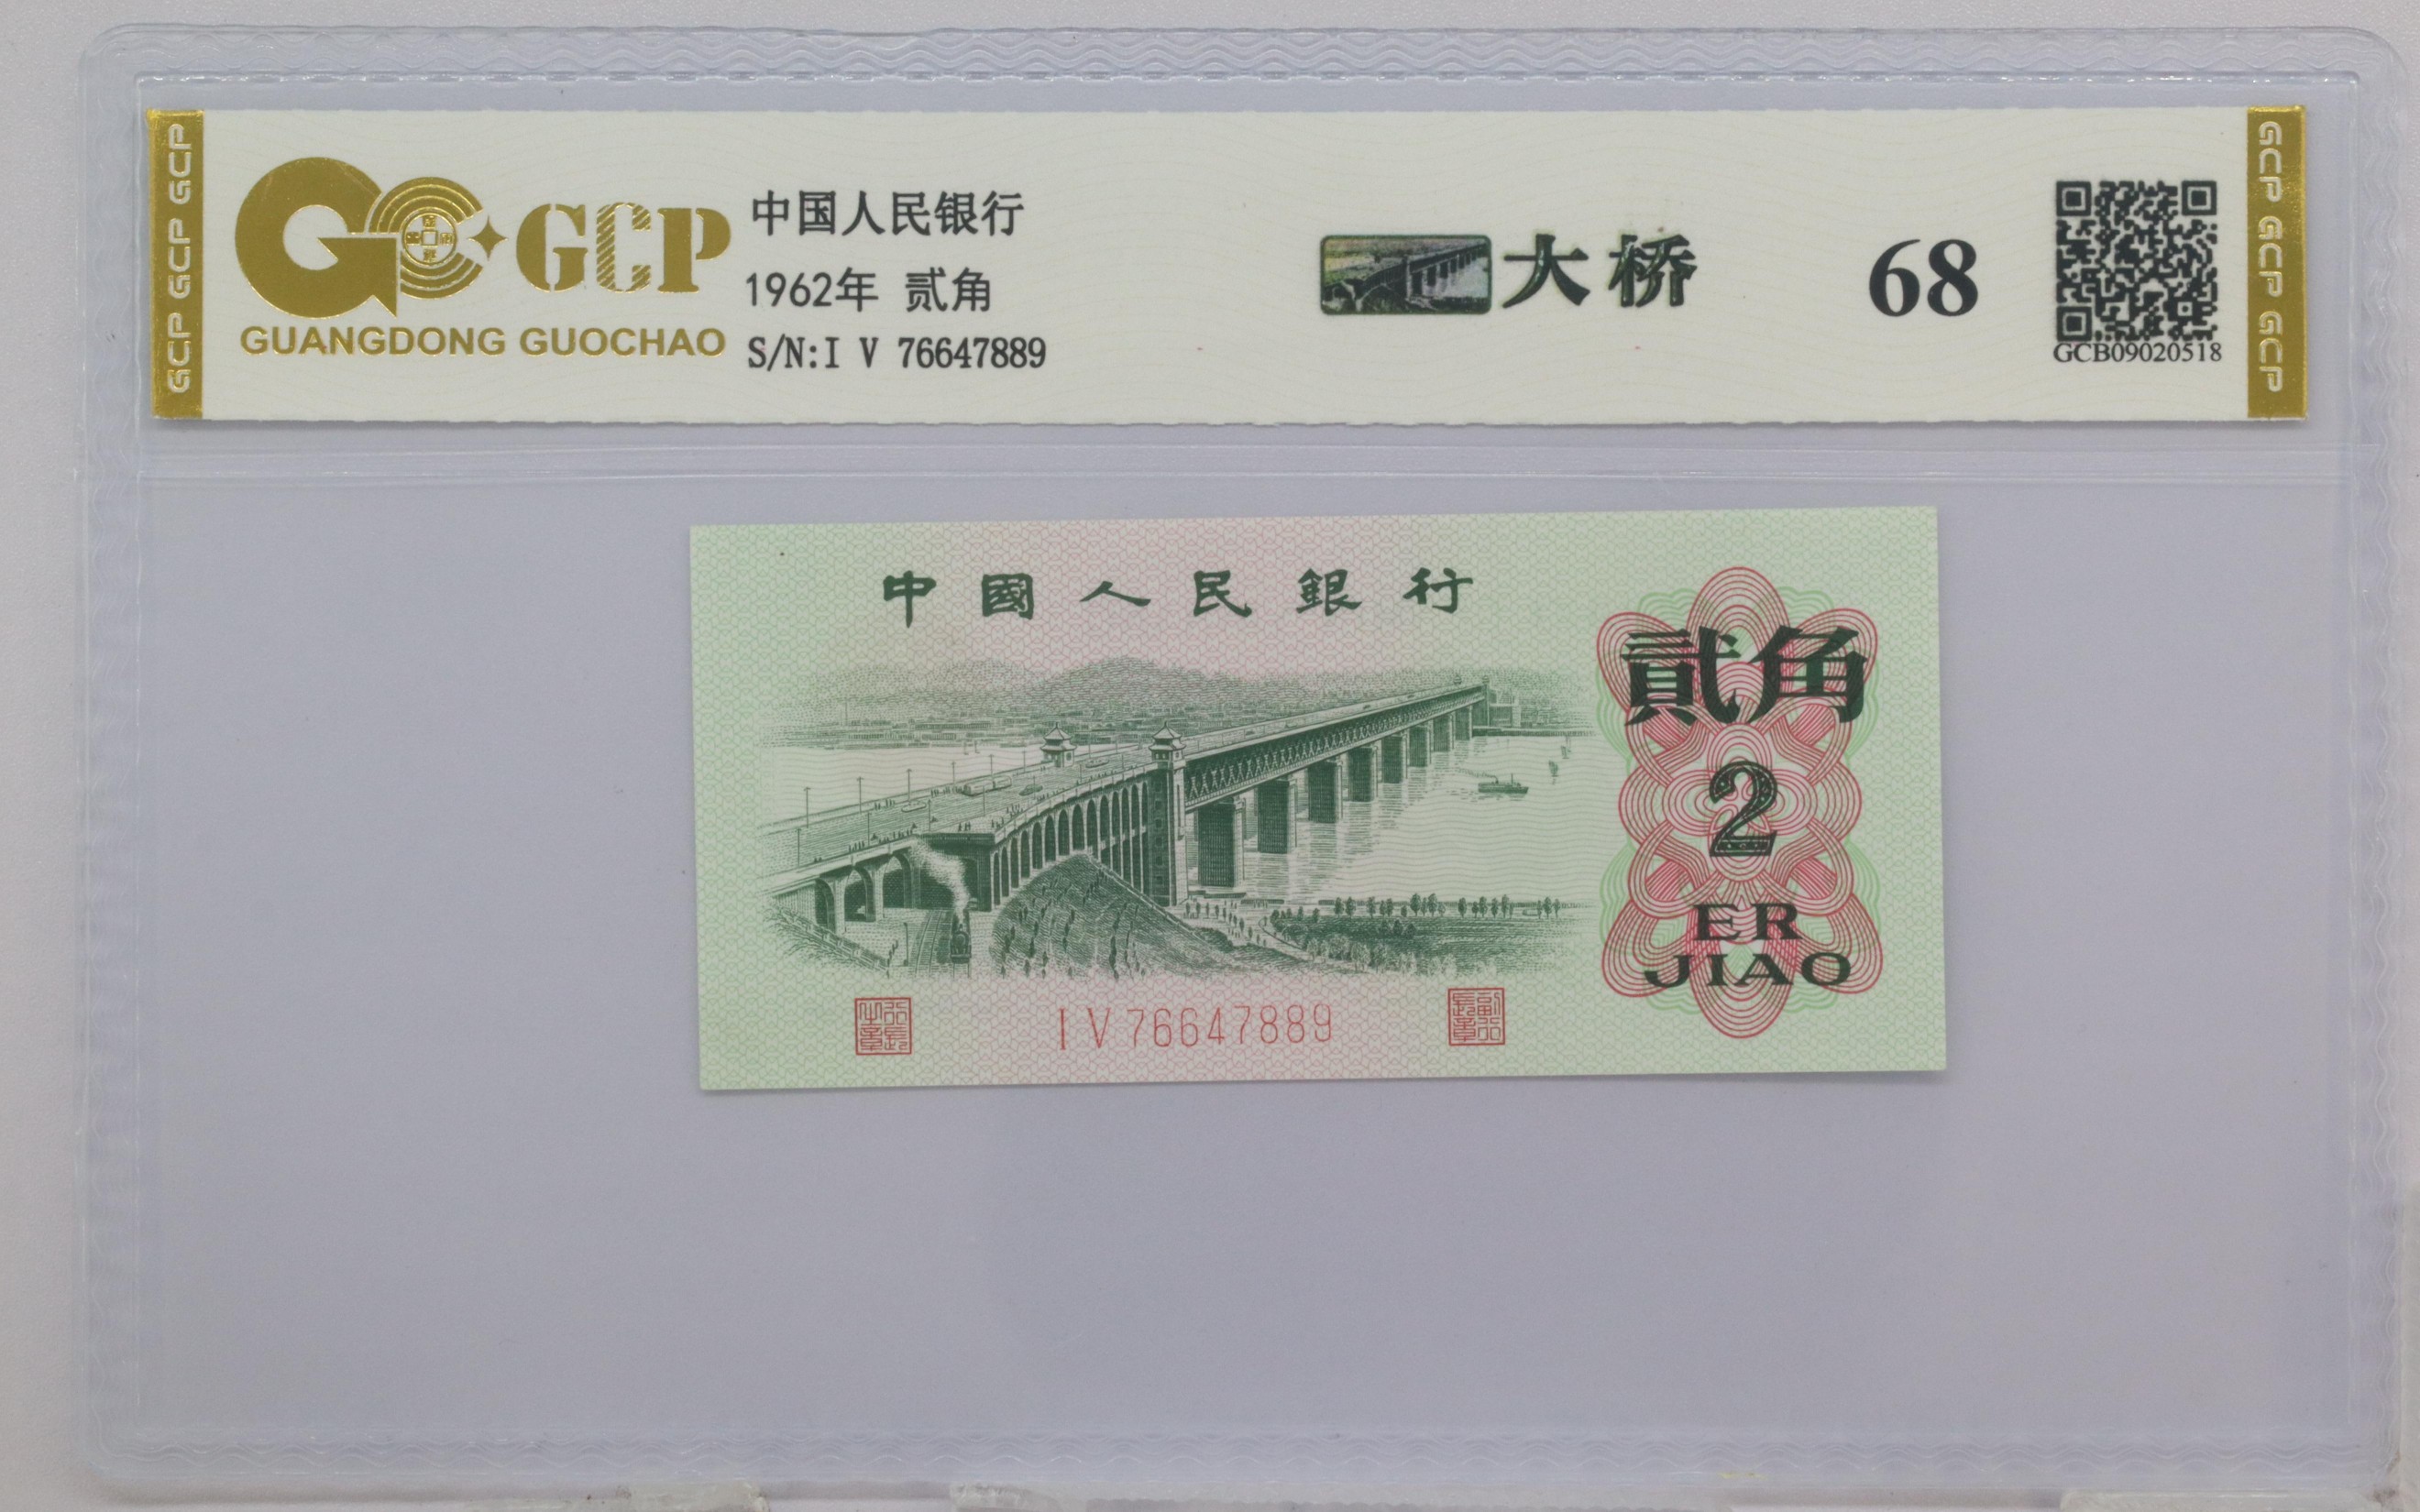 GCP GCP GCP
GCP
GUANGDONG GUOCHAO
中国人民银行
1962年 贰角
S/N:I V 76647889
大桥
68
GCB09020518
GCP GCP GCP
中國人民銀行
貳角
2
ER
JIAO
I V 76647889